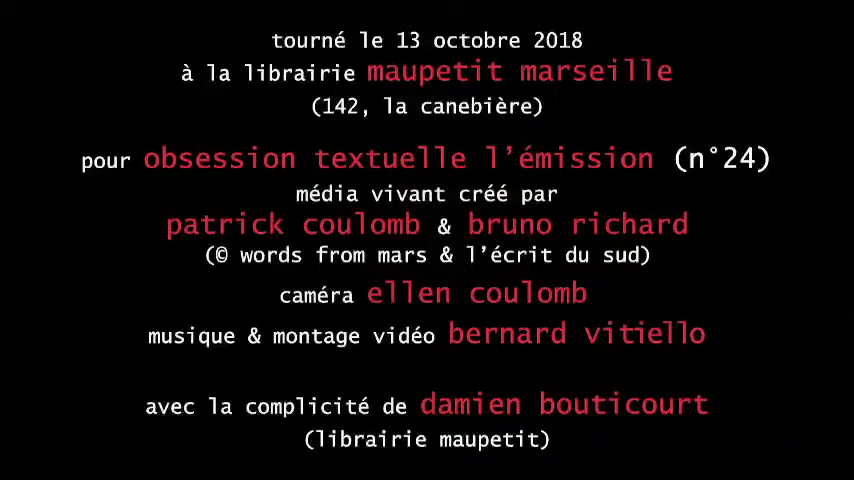 tourné le 13 octobre 2018
à la librairie maupetit marseille
(142, la canebière)
pour obsession textuelle l'émission (n°24)
média vivant créé par
patrick coulomb & bruno richard
(© words from mars & l'écrit du sud)
caméra ellen coulomb
musique & montage vidéo bernard vitiello
avec la complicité de damien bouticourt
(librairie maupetit)